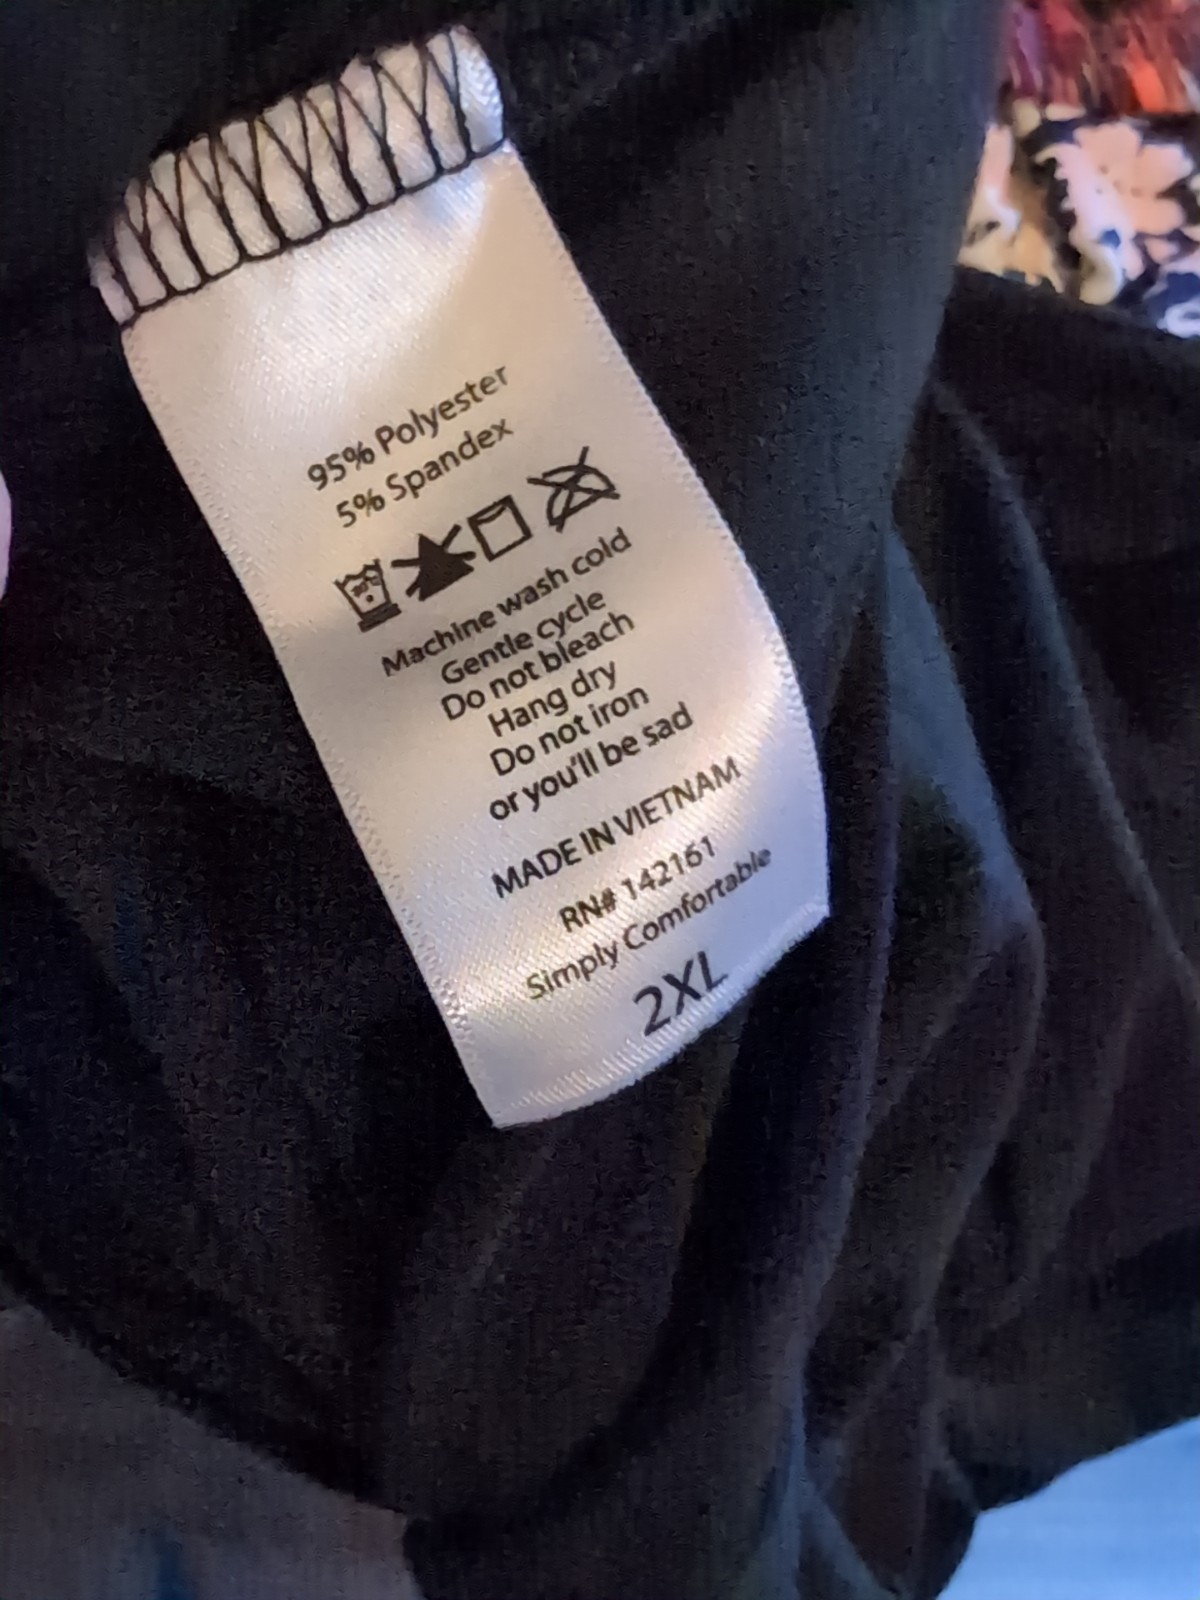 95% Polyester
5% Spandex
Machine wash cold
Gentle cycle
Do not bleach
Hang dry
Do not iron
or you'll be sad
MADE IN VIETNAM
RN# 142161
Simply Comfortable
2XL